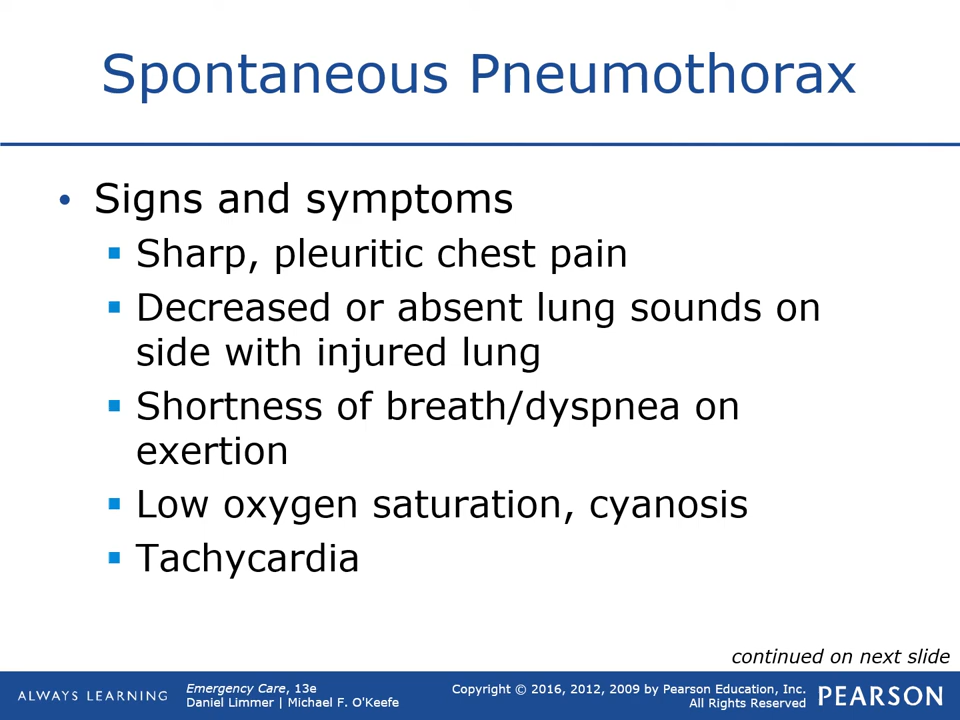 Spontaneous Pneumothorax
• Signs and symptoms
▪ Sharp, pleuritic chest pain
▪ Decreased or absent lung sounds on
side with injured lung
▪ Shortness of breath/dyspnea on
exertion
▪ Low oxygen saturation, cyanosis
▪ Tachycardia
continued on next slide
ALWAYS LEARNING
Emergency Care, 13e
Daniel Limmer | Michael F. O'Keefe
Copyright © 2016, 2012, 2009 by Pearson Education, Inc.
All Rights Reserved
PEARSON